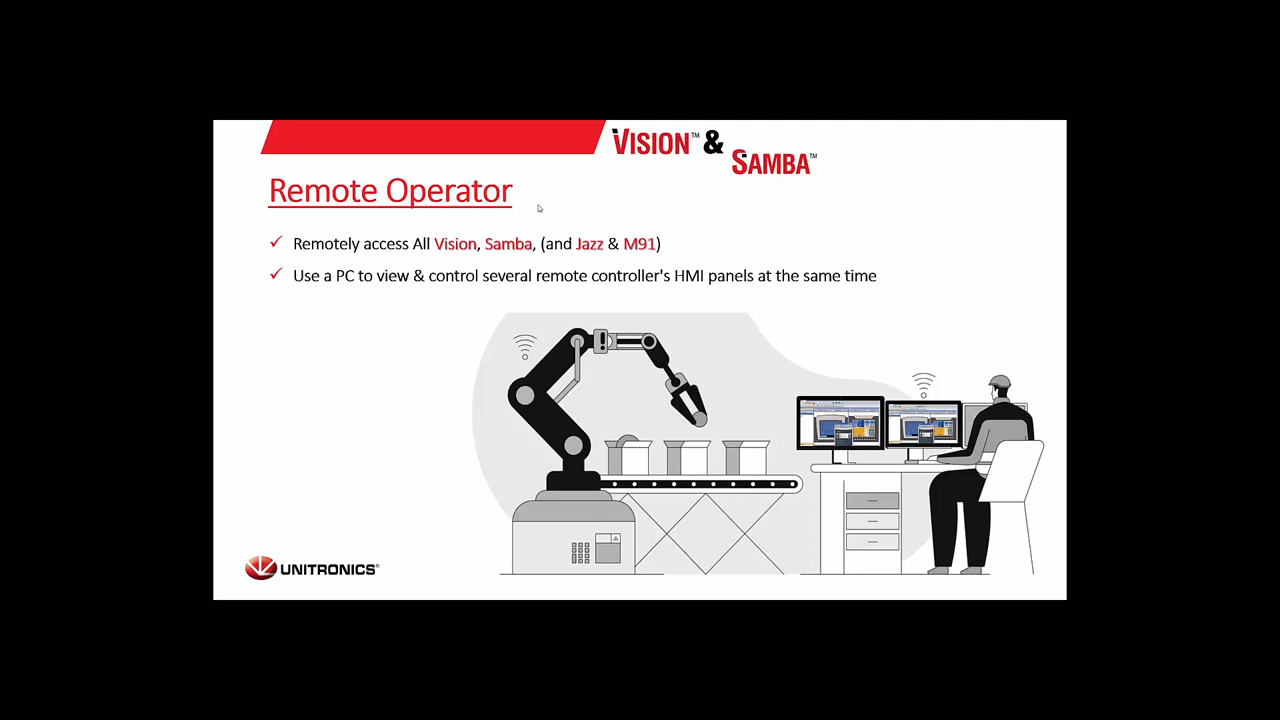 VISION™ &
SAMBA™
Remote Operator
✓ Remotely access All Vision, Samba, (and Jazz & M91)
✓ Use a PC to view & control several remote controller's HMI panels at the same time
UNITRONICS®